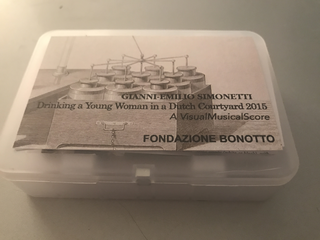 GIANNI-EMILIO SIMONETTI
Drinking a Young Woman in a Dutch Courtyard 2015
A VisualMusicalScore
FONDAZIONE BONOTTO